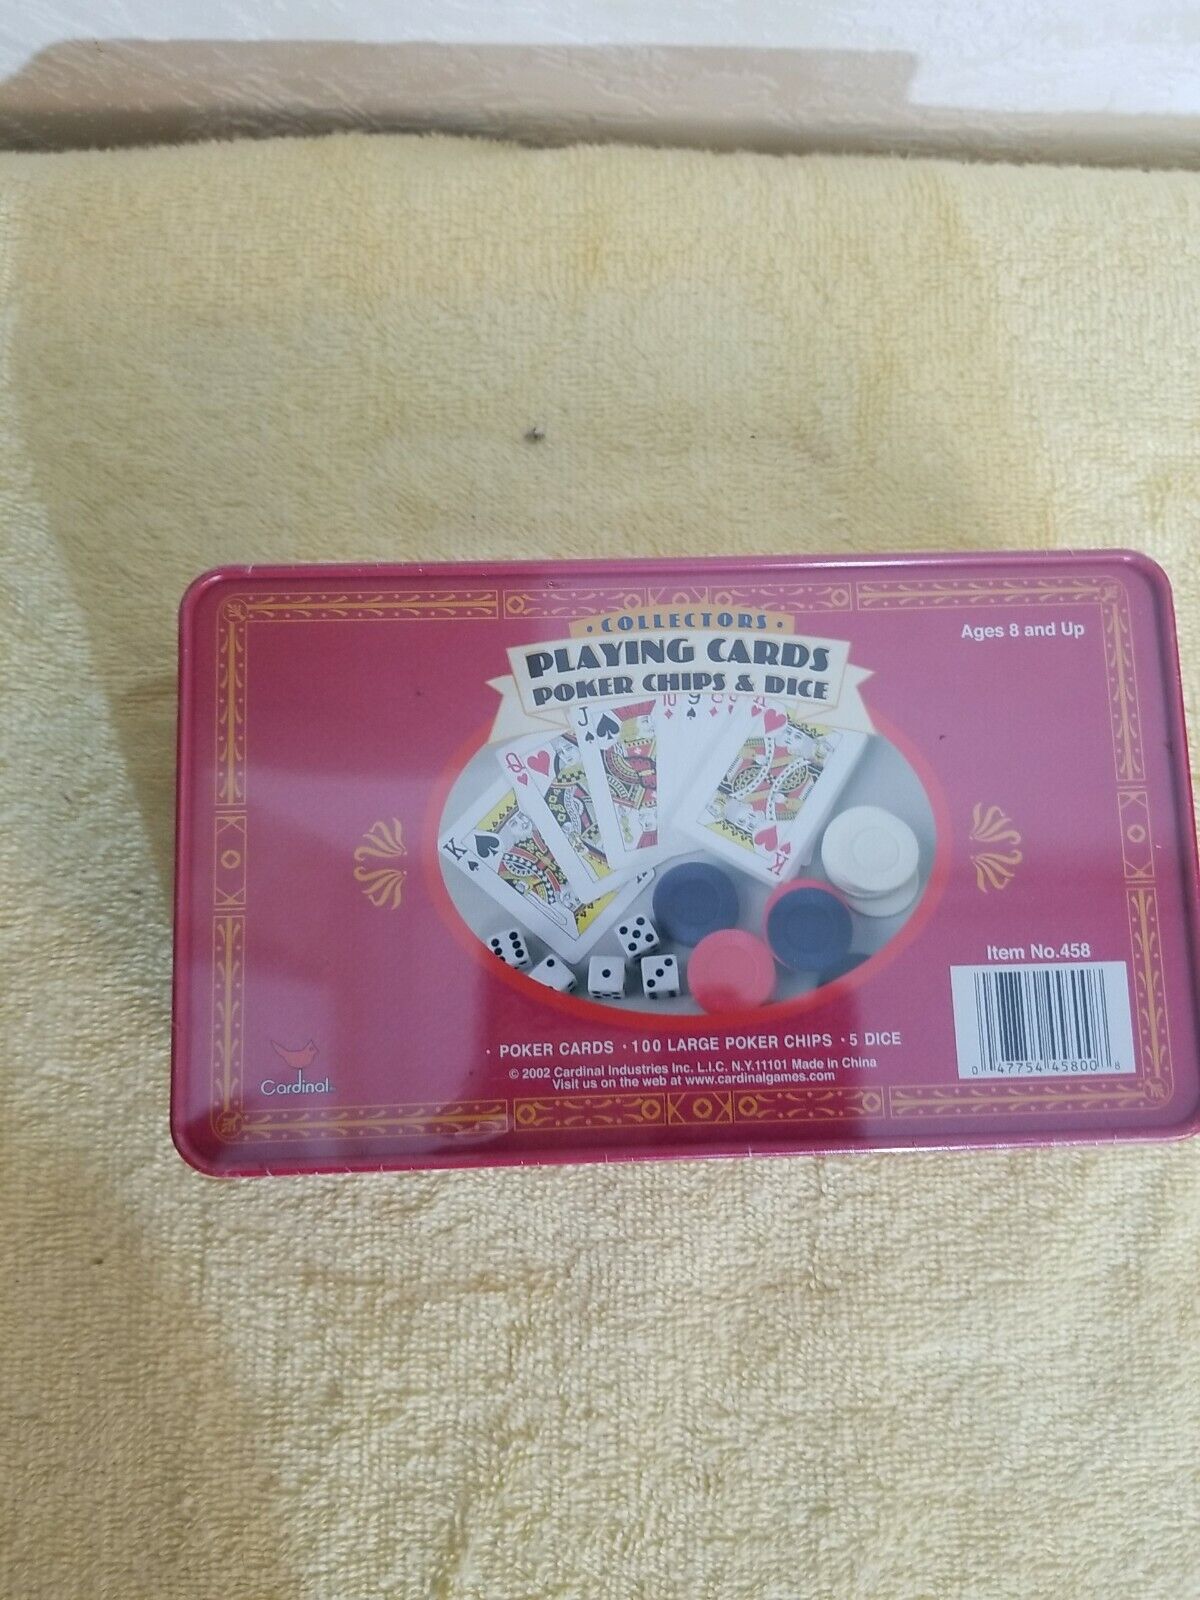 · COLLECTORS ·
PLAYING CARDS
POKER CHIPS & DICE
Ages 8 and Up
K
Q
J
10
9
K
K
Item No.458
· POKER CARDS · 100 LARGE POKER CHIPS · 5 DICE
© 2002 Cardinal Industries Inc. L.I.C. N.Y.11101 Made in China
Visit us on the web at www.cardinalgames.com
Cardinal
0 47754 45800 8